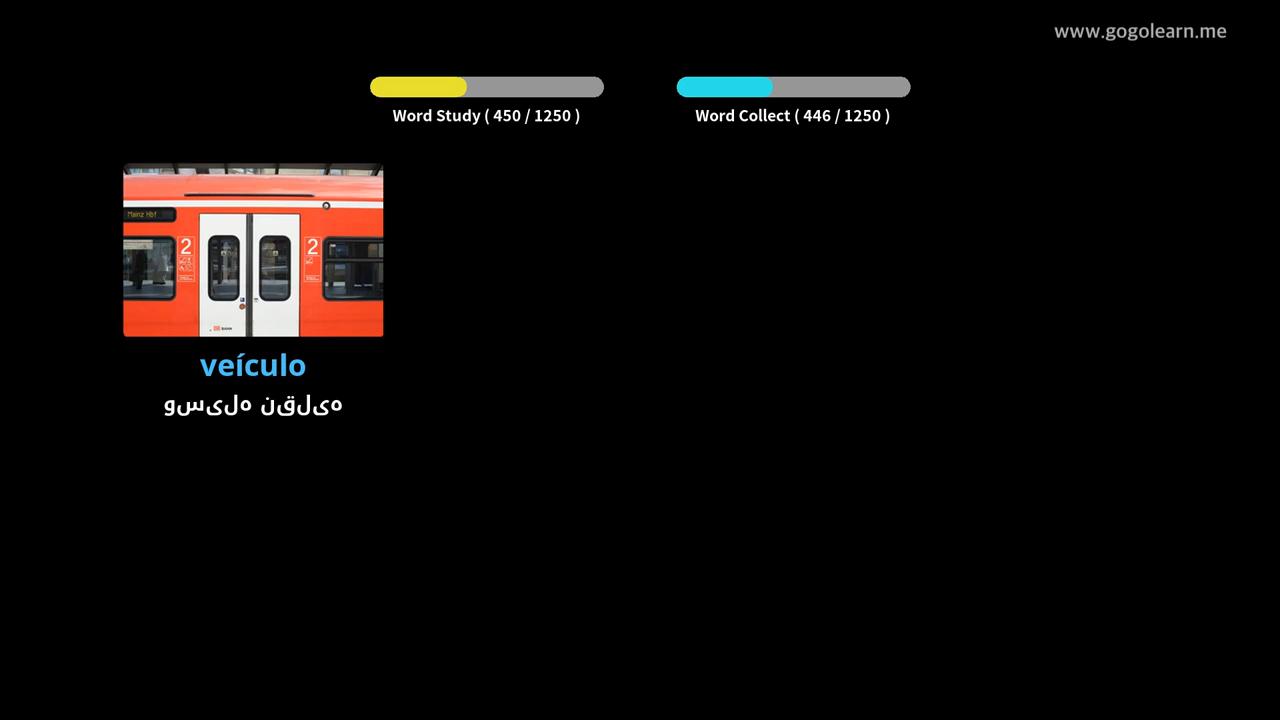 www.gogolearn.me
Word Study ( 450 / 1250 )
Word Collect ( 446 / 1250 )
Mainz Hbf
2
2
veículo
وسیله نقلیه